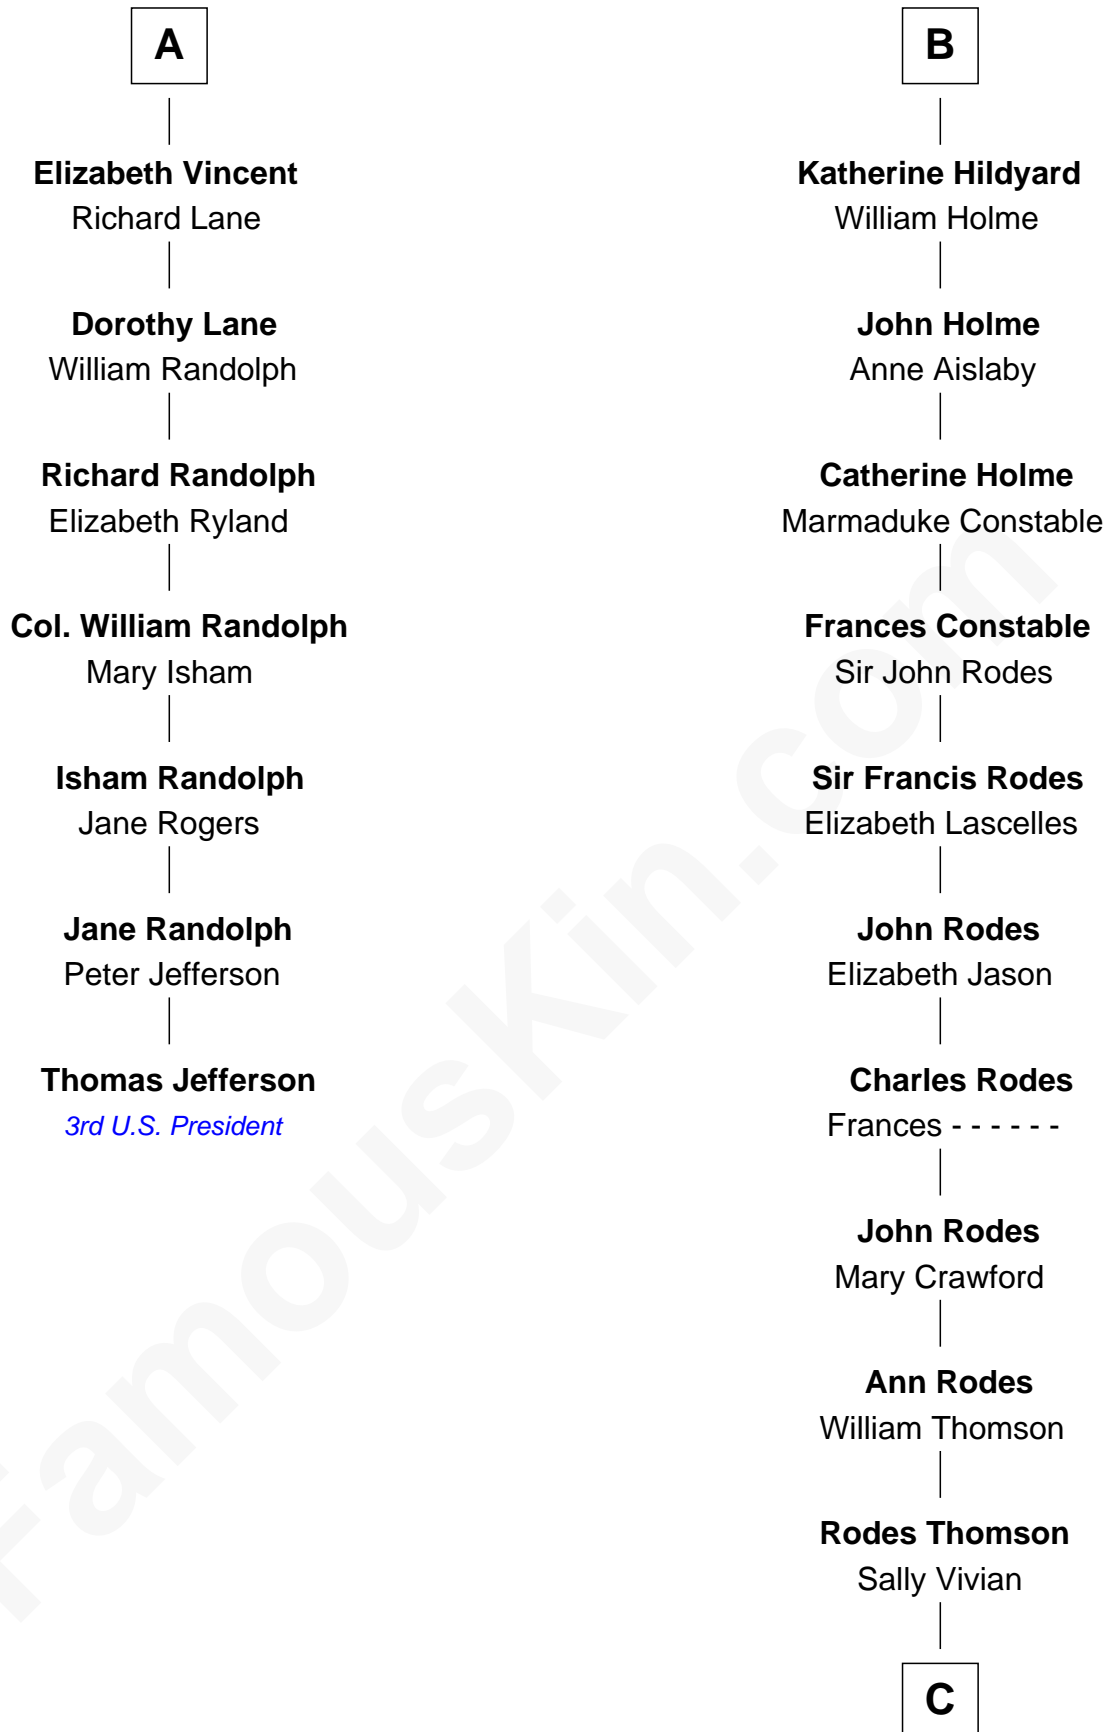 A
Elizabeth Vincent
Richard Lane
Dorothy Lane
William Randolph
Richard Randolph
Elizabeth Ryland
Col. William Randolph
Mary Isham
Isham Randolph
Jane Rogers
Jane Randolph
Peter Jefferson
Thomas Jefferson
3rd U.S. President
B
Katherine Hildyard
William Holme
John Holme
Anne Aislaby
Catherine Holme
Marmaduke Constable
Frances Constable
Sir John Rodes
Sir Francis Rodes
Elizabeth Lascelles
John Rodes
Elizabeth Jason
Charles Rodes
Frances - - - - - -
John Rodes
Mary Crawford
Ann Rodes
William Thomson
Rodes Thomson
Sally Vivian
C
FamousKin.com